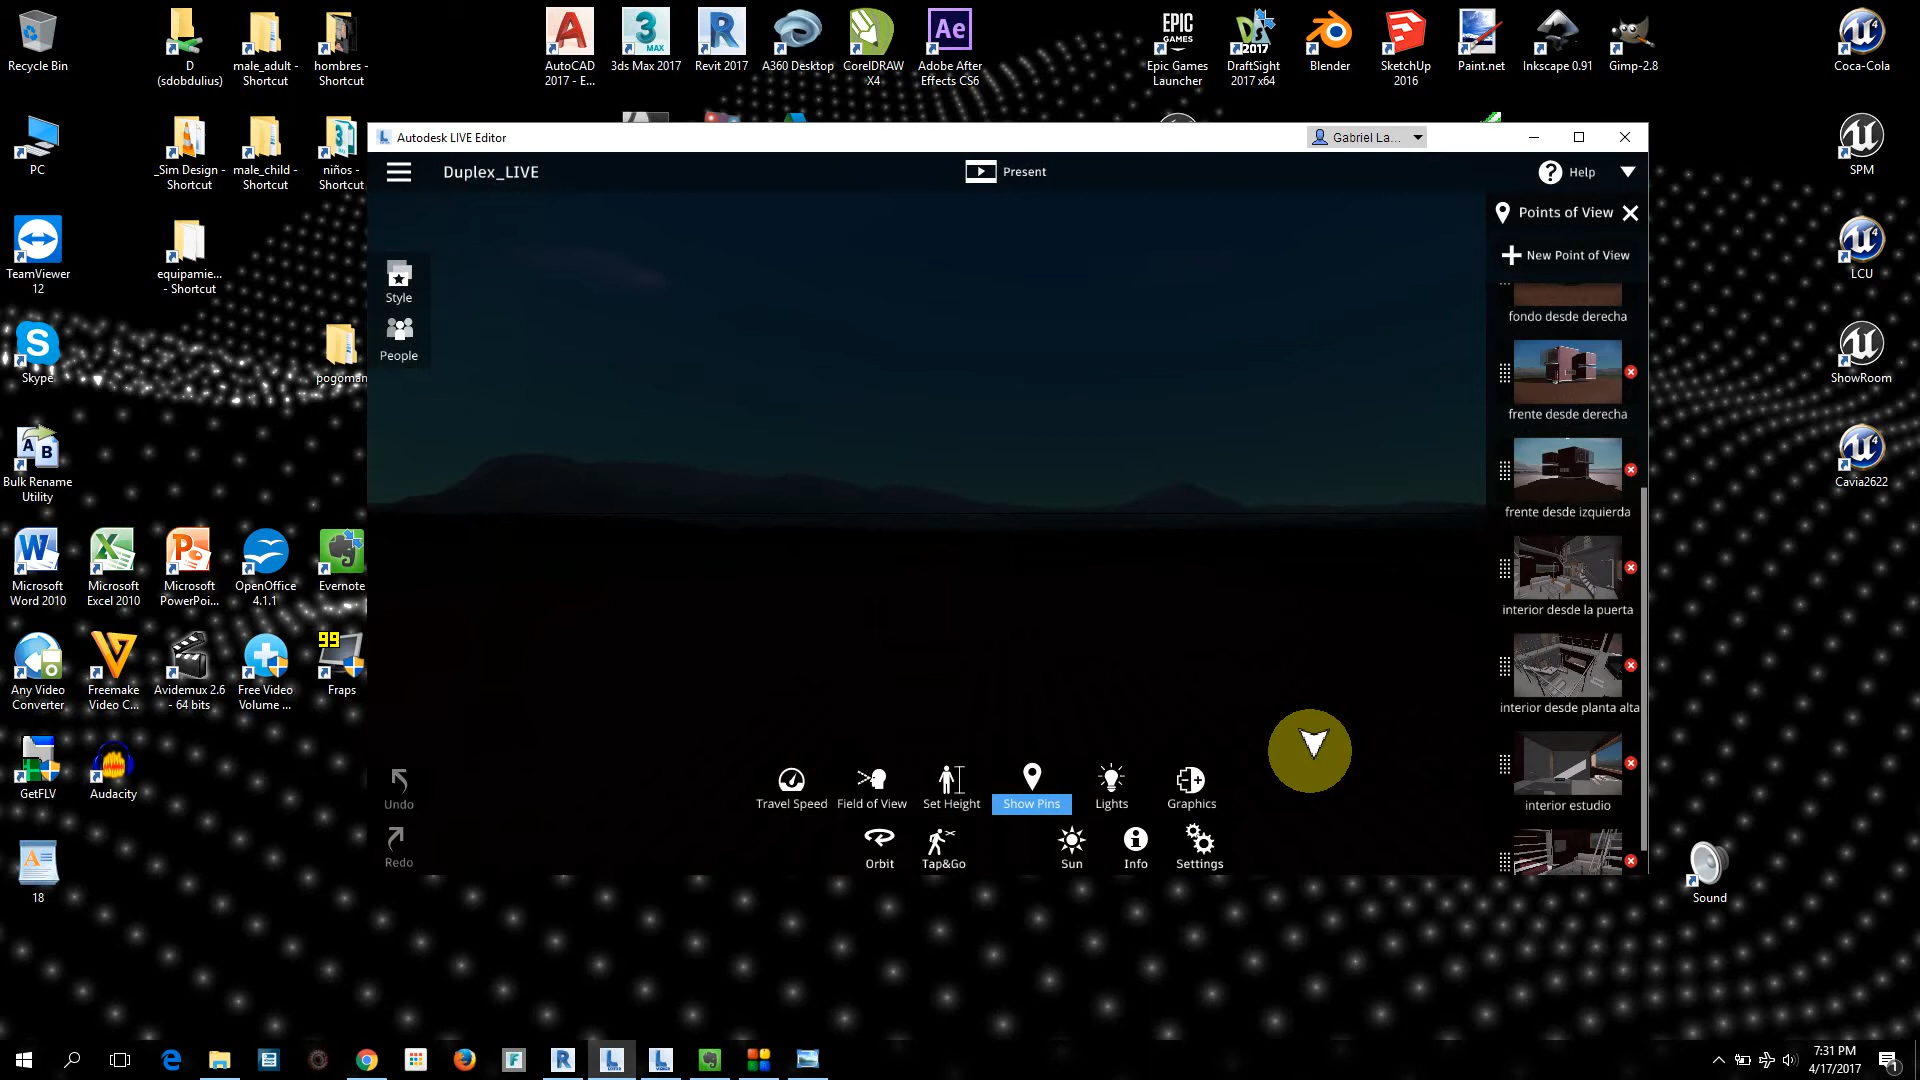 Recycle Bin
D
(sdobdulius)
male_adult -
Shortcut
hombres -
Shortcut
AutoCAD
2017 - E...
3ds Max 2017
Revit 2017
A360 Desktop
CorelDRAW
X4
Adobe After
Effects CS6
Epic Games
Launcher
DraftSight
2017 x64
Blender
SketchUp
2016
Paint.net
Inkscape 0.91
Gimp-2.8
Coca-Cola
PC
_Sim Design -
Shortcut
male_child -
Shortcut
niños -
Shortcut
SPM
TeamViewer
12
equipamie...
- Shortcut
LCU
Skype
pogoman
ShowRoom
Bulk Rename
Utility
Cavia2622
Microsoft
Word 2010
Microsoft
Excel 2010
Microsoft
PowerPoi...
OpenOffice
4.1.1
Evernote
Any Video
Converter
Freemake
Video C...
Avidemux 2.6
- 64 bits
Free Video
Volume ...
99
Fraps
GetFLV
Audacity
18
Sound
Autodesk LIVE Editor
Gabriel La...
Duplex_LIVE
Present
Help
Points of View
New Point of View
fondo desde derecha
frente desde derecha
frente desde izquierda
interior desde la puerta
interior desde planta alta
interior estudio
Style
People
Undo
Redo
Travel Speed
Field of View
Set Height
Show Pins
Lights
Graphics
Orbit
Tap&Go
Sun
Info
Settings
7:31 PM
4/17/2017